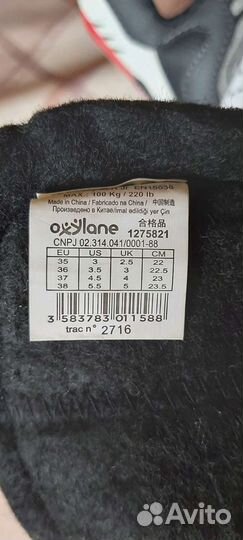 EN15638
MAX.: 100 Kg / 220 lb
Made in China / Fabricado na China / 中国制造
Произведено в Китае/imal edildiği yer Çin
oxylane 合格品
1275821
CNPJ 02.314.041/0001-88
EU US UK CM
35 3 2.5 22
36 3.5 3 22.5
37 4.5 4 23
38 5.5 5 23.5
3 583783 011588
trac n° 2716
Avito